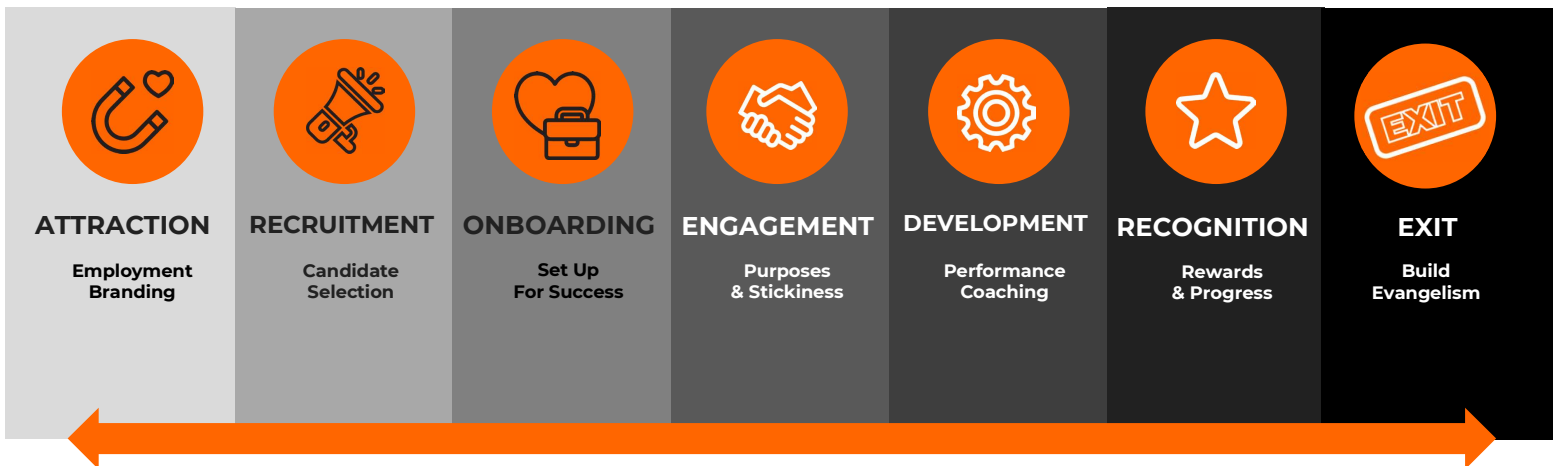 ATTRACTION
Employment
Branding
RECRUITMENT
Candidate
Selection
ONBOARDING
Set Up
For Success
ENGAGEMENT
Purposes
& Stickiness
DEVELOPMENT
Performance
Coaching
RECOGNITION
Rewards
& Progress
EXIT
EXIT
Build
Evangelism